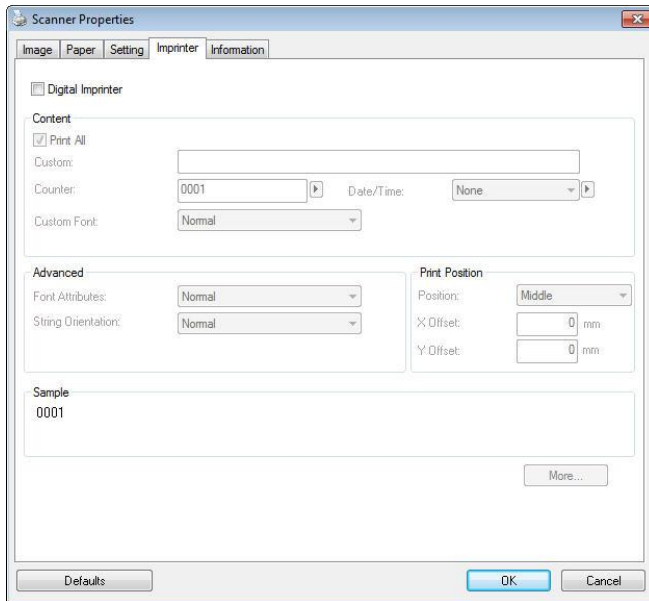 Scanner Properties
Image Paper Setting Imprinter Information
Digital Imprinter
Content
Print All
Custom:
Counter: 0001 Date/Time: None
Custom Font: Normal
Advanced
Font Attributes: Normal
String Orientation: Normal
Print Position
Position: Middle
X Offset: 0 mm
Y Offset: 0 mm
Sample
0001
More...
Defaults OK Cancel